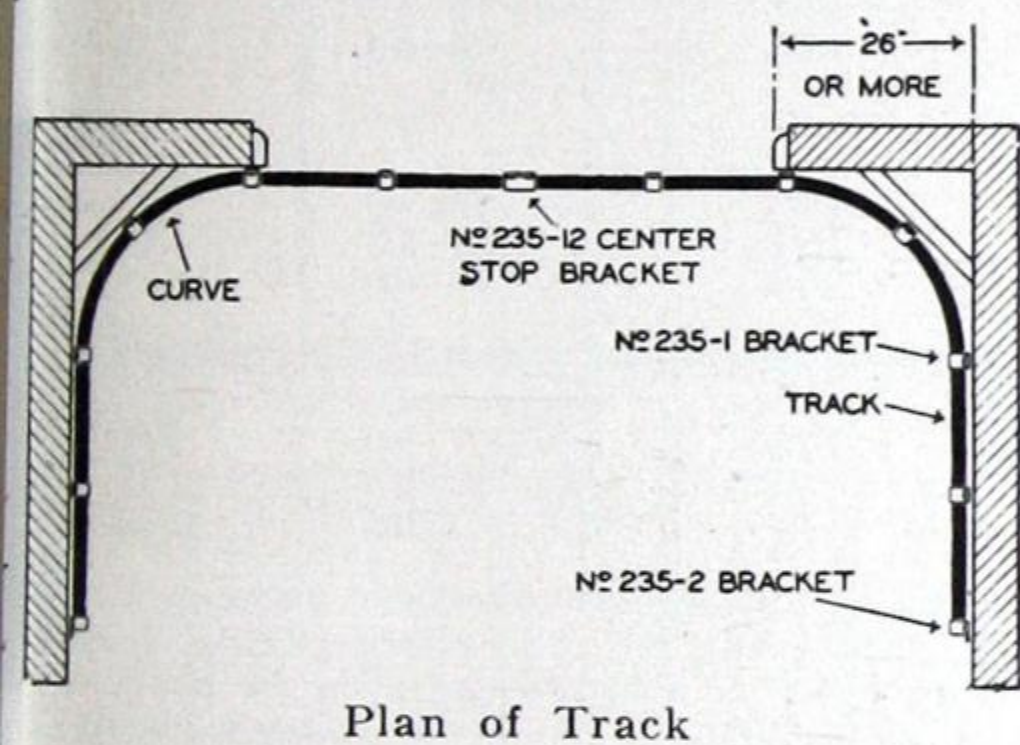 26"
OR MORE
Nº 235-12 CENTER
STOP BRACKET
CURVE
Nº 235-1 BRACKET
TRACK
Nº 235-2 BRACKET
Plan of Track